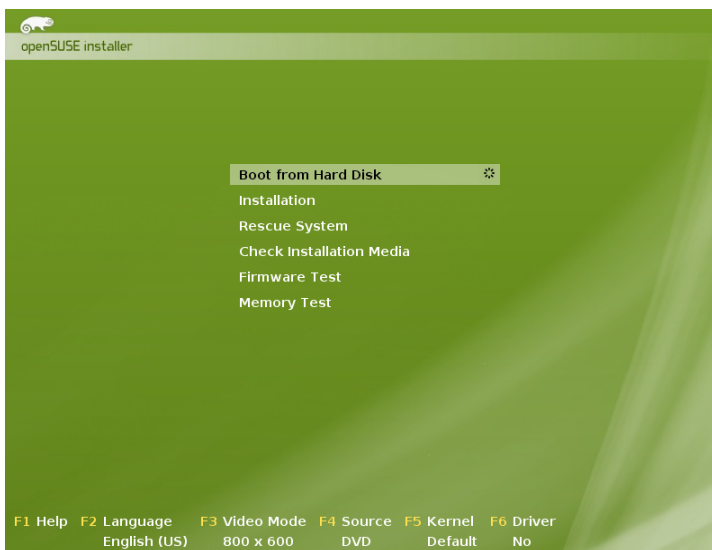 openSUSE installer
Boot from Hard Disk
Installation
Rescue System
Check Installation Media
Firmware Test
Memory Test
F1 Help F2 Language F3 Video Mode F4 Source F5 Kernel F6 Driver
English (US) 800 x 600 DVD Default No